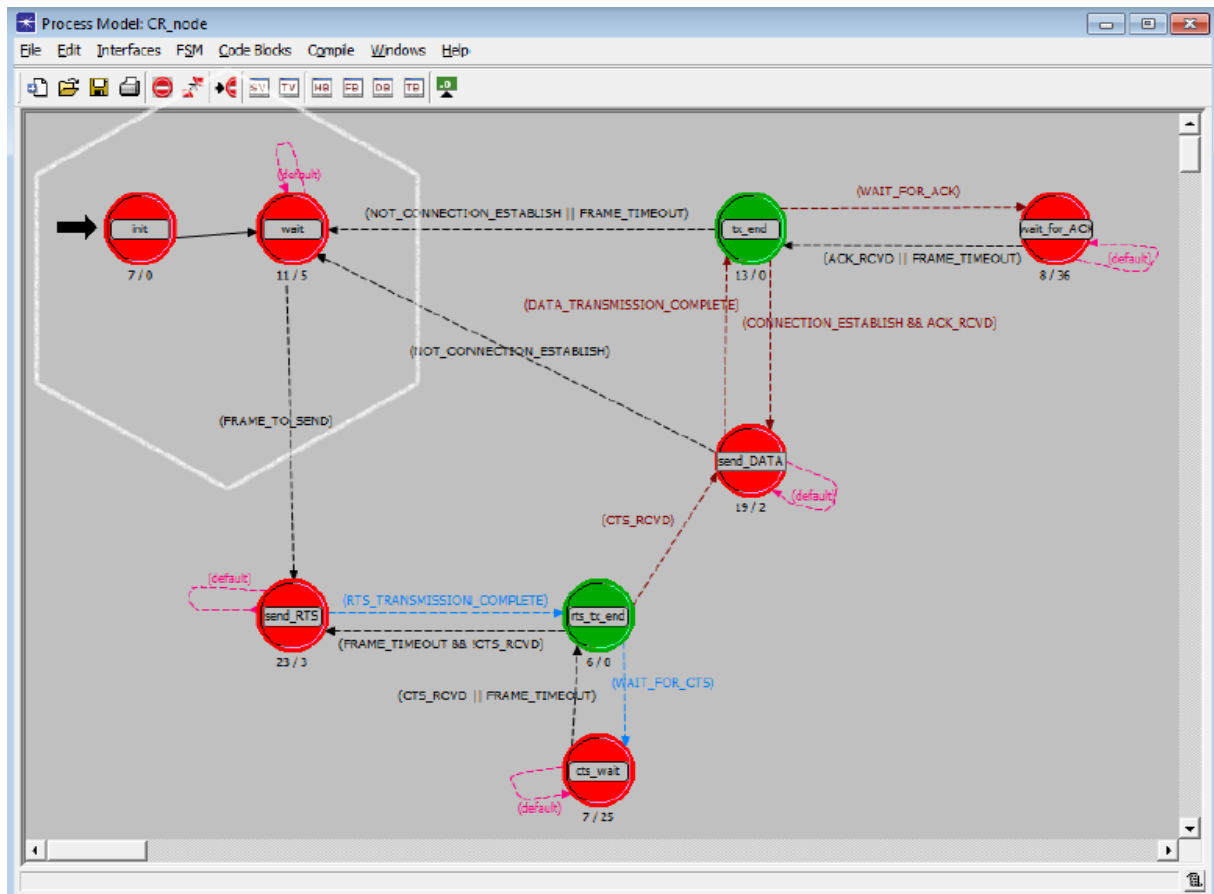 Process Model: CR_node
File Edit Interfaces FSM Code Blocks Compile Windows Help
SV TV HB FB DB TB
(default)
(WAIT_FOR_ACK)
(NOT_CONNECTION_ESTABLISH || FRAME_TIMEOUT)
init
wait
tx_end
wait_for_ACK
(ACK_RCVD || FRAME_TIMEOUT)
(default)
7 / 0
11 / 5
13 / 0
8 / 36
(DATA_TRANSMISSION_COMPLETE)
(CONNECTION_ESTABLISH && ACK_RCVD)
(NOT_CONNECTION_ESTABLISH)
(FRAME_TO_SEND)
send_DATA
(default)
19 / 2
(CTS_RCVD)
(default)
(RTS_TRANSMISSION_COMPLETE)
send_RTS
rts_tx_end
(FRAME_TIMEOUT && !CTS_RCVD)
23 / 3
6 / 0
(WAIT_FOR_CTS)
(CTS_RCVD || FRAME_TIMEOUT)
cts_wait
(default)
7 / 25